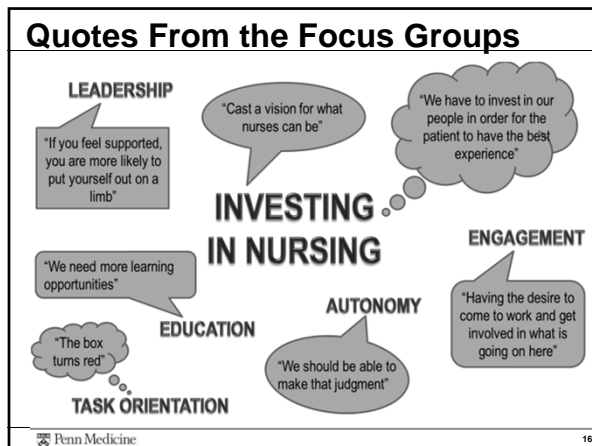 Quotes From the Focus Groups
LEADERSHIP
“If you feel supported,
you are more likely to
put yourself out on a
limb”
“Cast a vision for what
nurses can be”
“We have to invest in our
people in order for the
patient to have the best
experience”
INVESTING
IN NURSING
ENGAGEMENT
“Having the desire to
come to work and get
involved in what is
going on here”
“We need more learning
opportunities”
EDUCATION
AUTONOMY
“We should be able to
make that judgment”
“The box
turns red”
TASK ORIENTATION
Penn Medicine
16